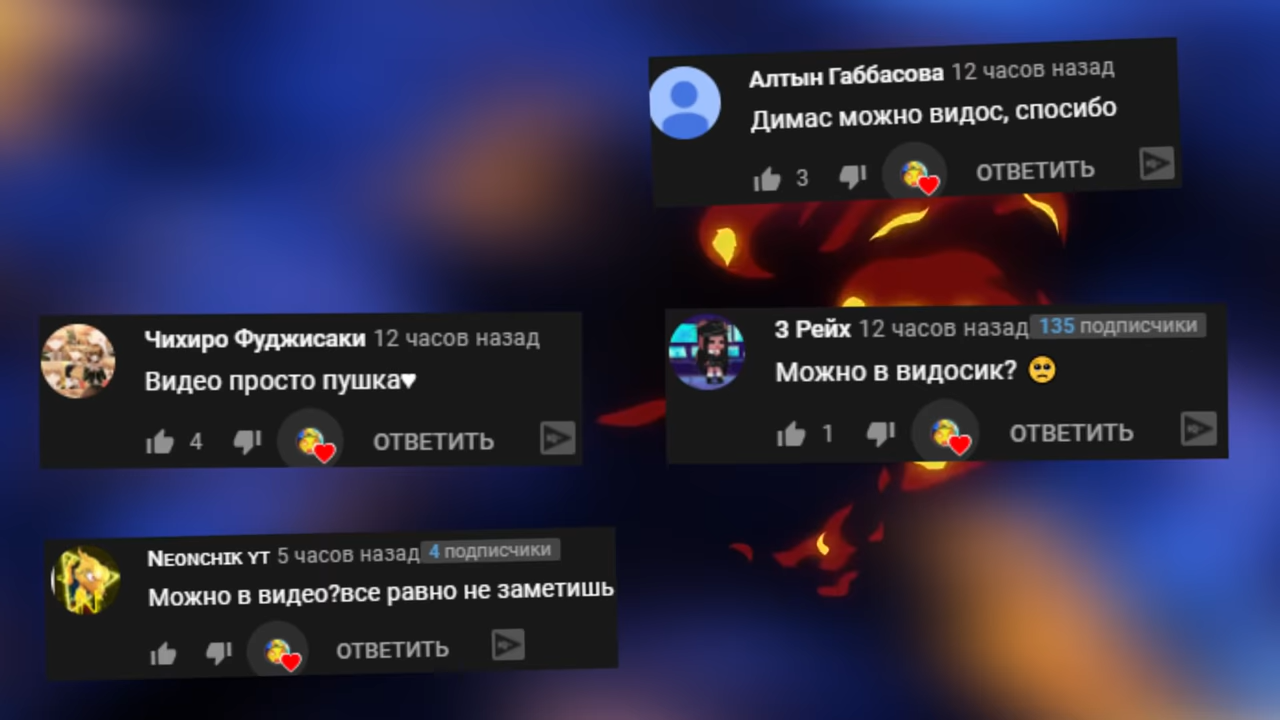 Алтын Габбасова 12 часов назад
Димас можно видос, спосибо
3 ОТВЕТИТЬ
Чихиро Фуджисаки 12 часов назад
Видео просто пушка♥
4 ОТВЕТИТЬ
3 Рейх 12 часов назад 135 подписчики
Можно в видосик? 🥺
1 ОТВЕТИТЬ
NEONCHIK YT 5 часов назад 4 подписчики
Можно в видео?все равно не заметишь
ОТВЕТИТЬ